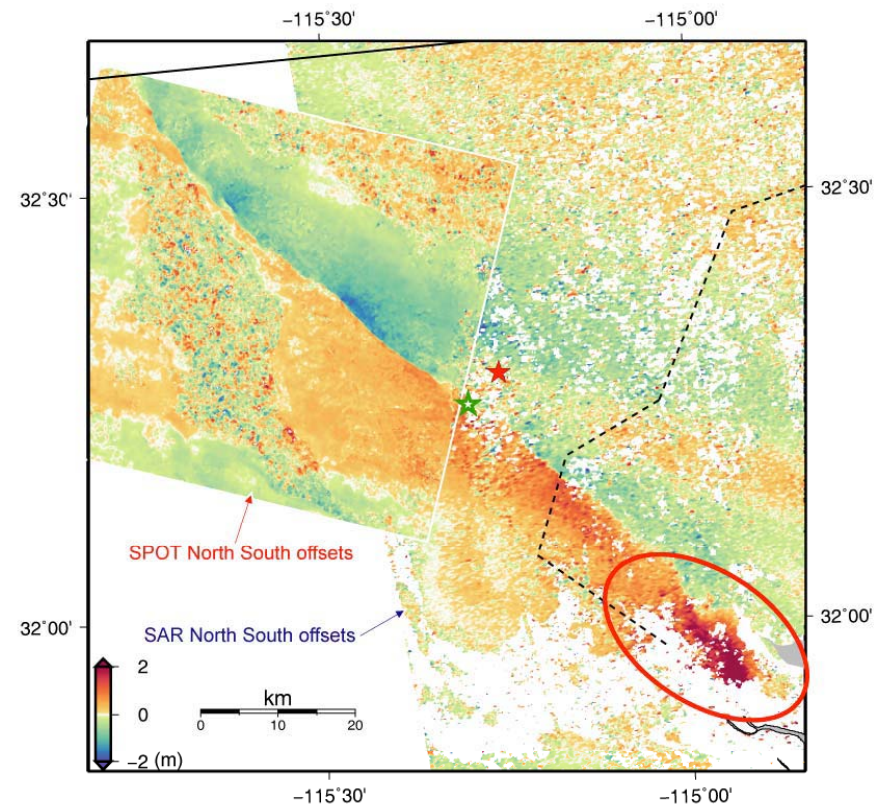 −115˚30' −115˚00'
32˚30' 32˚30'
SPOT North South offsets
SAR North South offsets
32˚00' 32˚00'
2
0
−2 (m)
km
0 10 20
−115˚30' −115˚00'